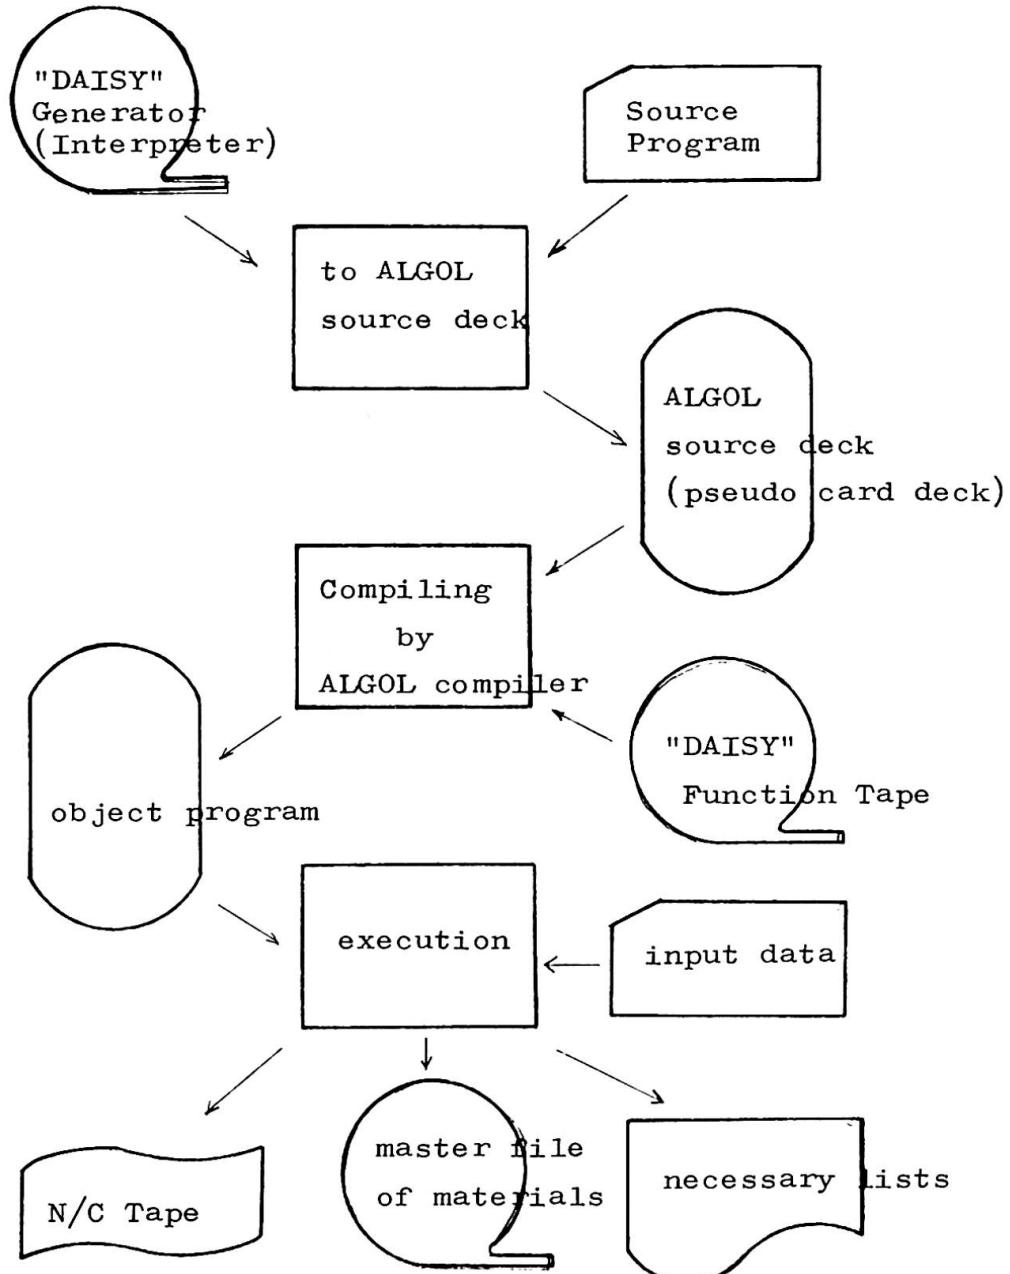 "DAISY"
Generator
(Interpreter)
Source
Program
to ALGOL
source deck
ALGOL
source deck
(pseudo card deck)
Compiling
by
ALGOL compiler
"DAISY"
Function Tape
object program
execution
input data
master file
of materials
necessary lists
N/C Tape